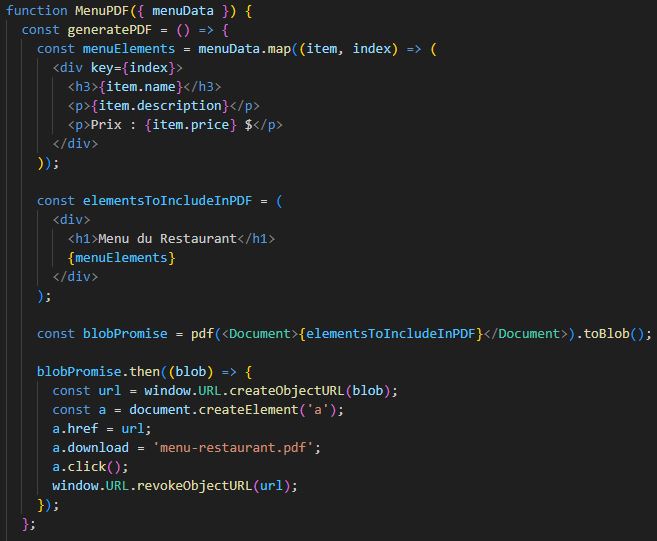 function MenuPDF({ menuData }) {
  const generatePDF = () => {
    const menuElements = menuData.map((item, index) => (
      <div key={index}>
        <h3>{item.name}</h3>
        <p>{item.description}</p>
        <p>Prix : {item.price} $</p>
      </div>
    ));

    const elementsToIncludeInPDF = (
      <div>
        <h1>Menu du Restaurant</h1>
        {menuElements}
      </div>
    );

    const blobPromise = pdf(<Document>{elementsToIncludeInPDF}</Document>).toBlob();

    blobPromise.then((blob) => {
      const url = window.URL.createObjectURL(blob);
      const a = document.createElement('a');
      a.href = url;
      a.download = 'menu-restaurant.pdf';
      a.click();
      window.URL.revokeObjectURL(url);
    });
  };